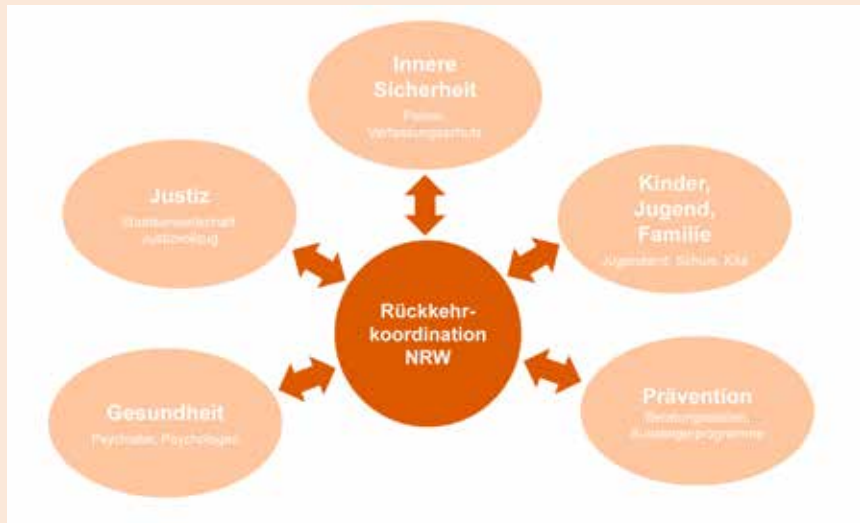 Innere
Sicherheit
Polizei,
Verfassungsschutz
Justiz
Staatsanwaltschaft
Justizvollzug
Kinder,
Jugend,
Familie
Jugendamt, Schule, Kita
Rückkehr-
koordination
NRW
Gesundheit
Psychiater, Psychologen
Prävention
Beratungsstellen,
Aussteigerprogramme